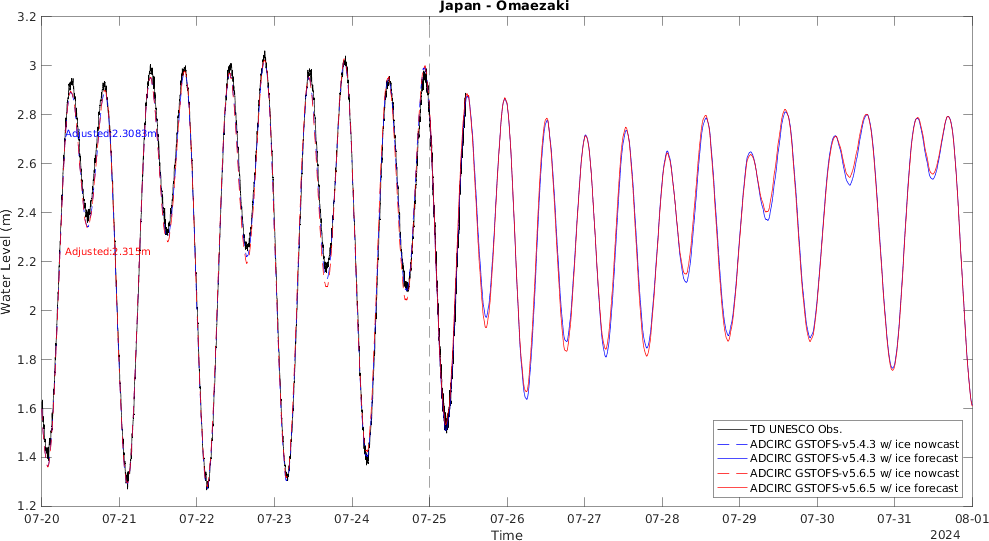 Japan - Omaezaki
3.2
3
2.8
2.6
2.4
2.2
2
1.8
1.6
1.4
1.2
Water Level (m)
Adjusted:2.3083m
Adjusted:2.315m
TD UNESCO Obs.
ADCIRC GSTOFS-v5.4.3 w/ ice nowcast
ADCIRC GSTOFS-v5.4.3 w/ ice forecast
ADCIRC GSTOFS-v5.6.5 w/ ice nowcast
ADCIRC GSTOFS-v5.6.5 w/ ice forecast
07-20 07-21 07-22 07-23 07-24 07-25 07-26 07-27 07-28 07-29 07-30 07-31 08-01
Time
2024